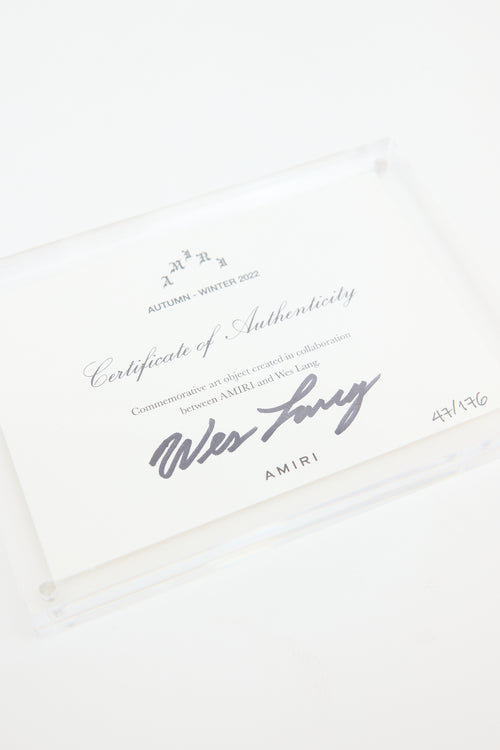 AMIRI
AUTUMN - WINTER 2022
Certificate of Authenticity
Commemorative art object created in collaboration
between AMIRI and Wes Lang.
Wes Lang
AMIRI
47/176